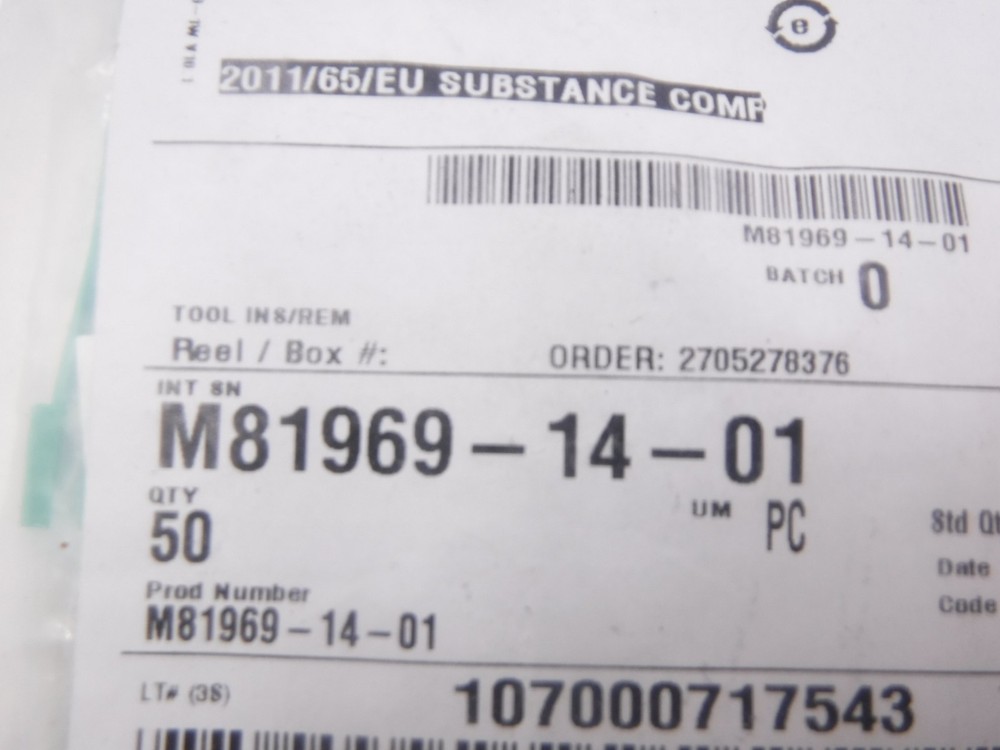 e
2011/65/EU SUBSTANCE COMP
M81969-14-01
BATCH 0
TOOL INS/REM
Reel / Box #: ORDER: 2705278376
INT SN
M81969-14-01
QTY
50
UM PC
Std Qt
Date
Code
Prod Number
M81969-14-01
LT# (3S) 107000717543